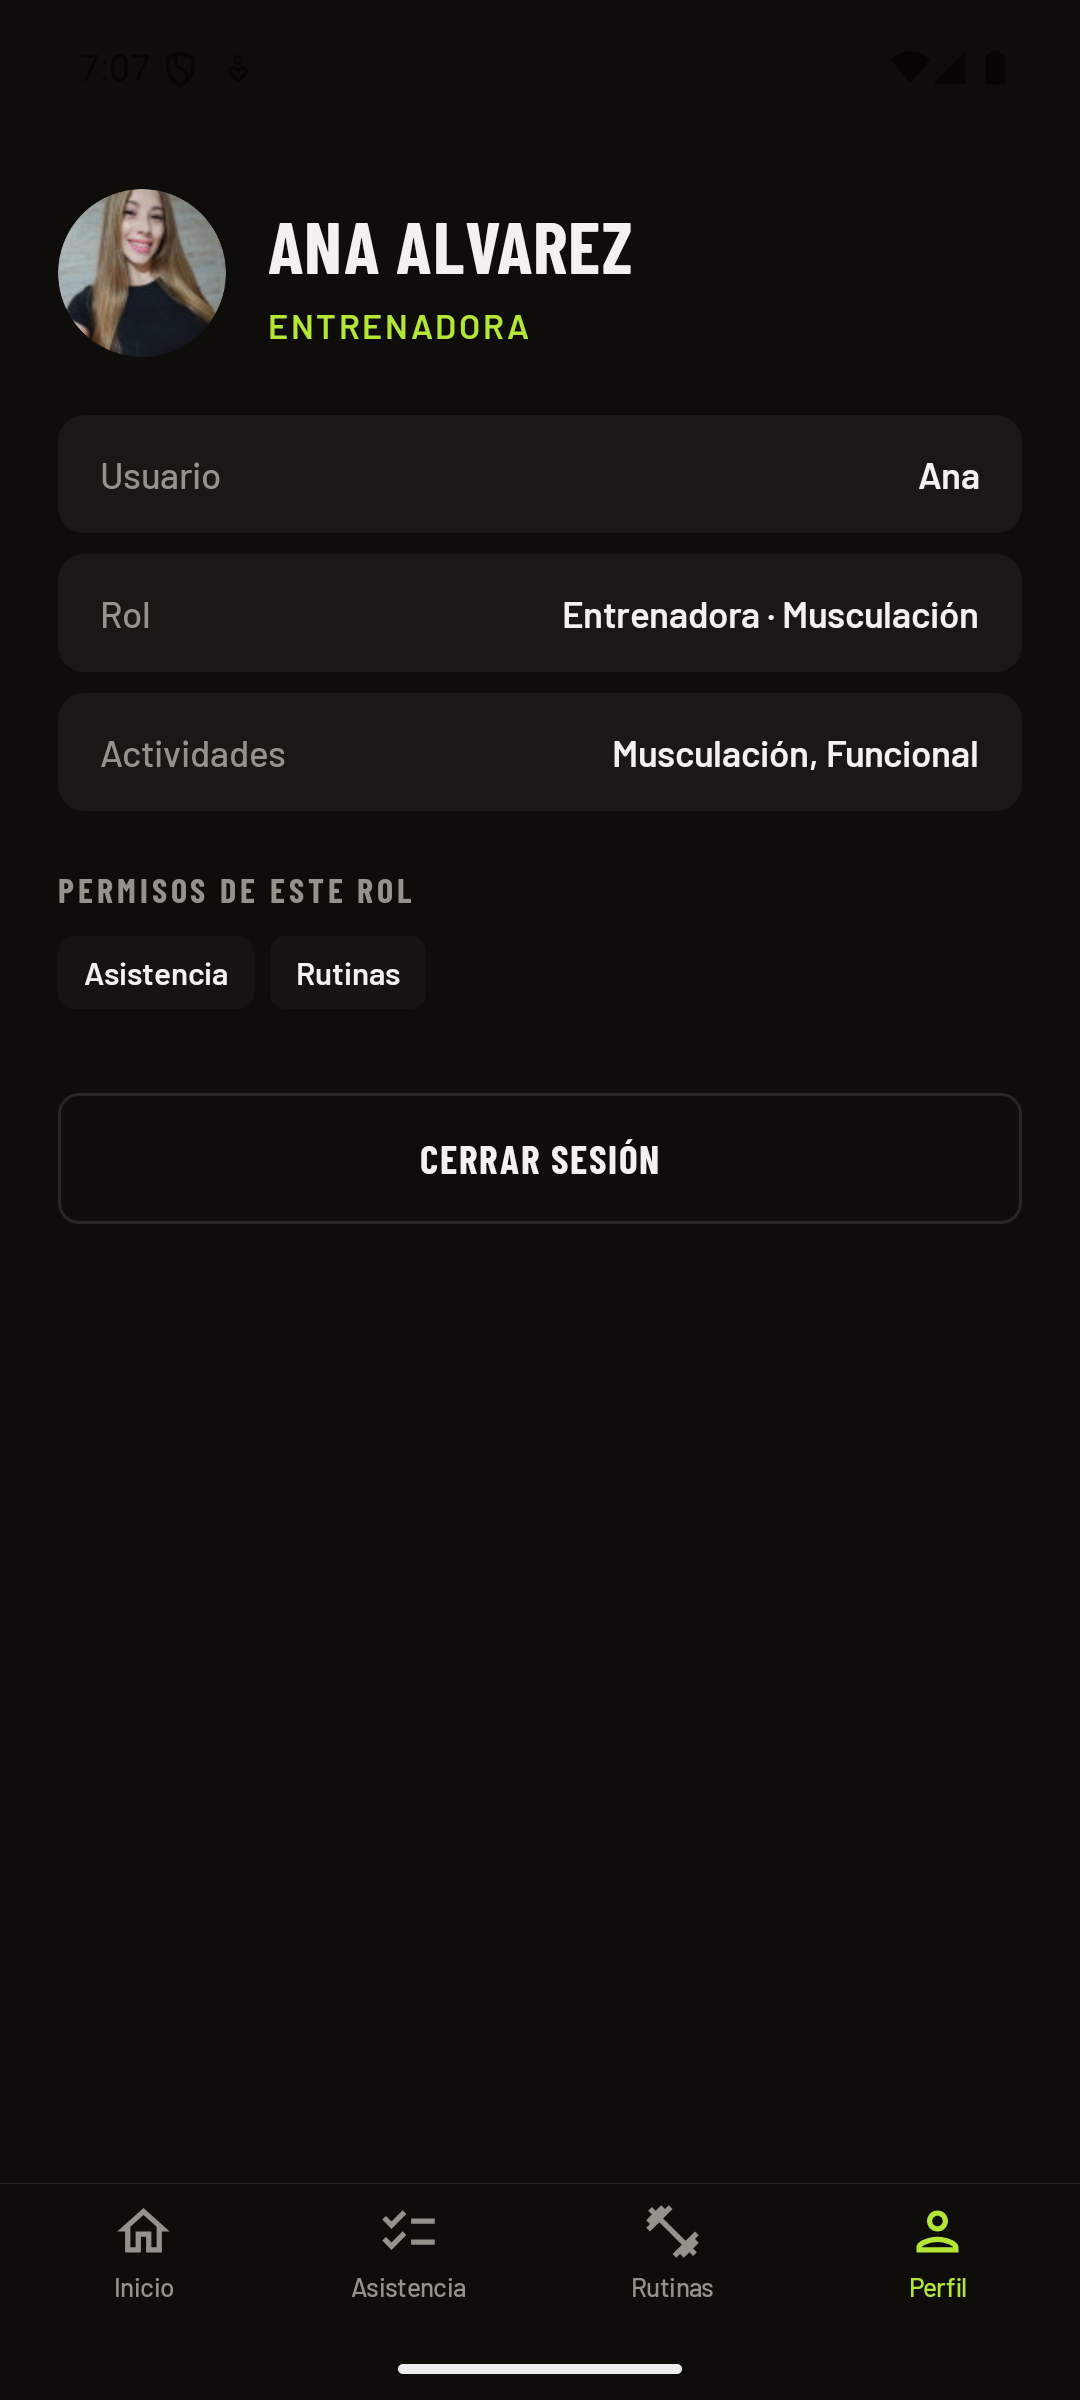 7:07
ANA ALVAREZ
ENTRENADORA
Usuario Ana
Rol Entrenadora · Musculación
Actividades Musculación, Funcional
PERMISOS DE ESTE ROL
Asistencia Rutinas
CERRAR SESIÓN
Inicio Asistencia Rutinas Perfil